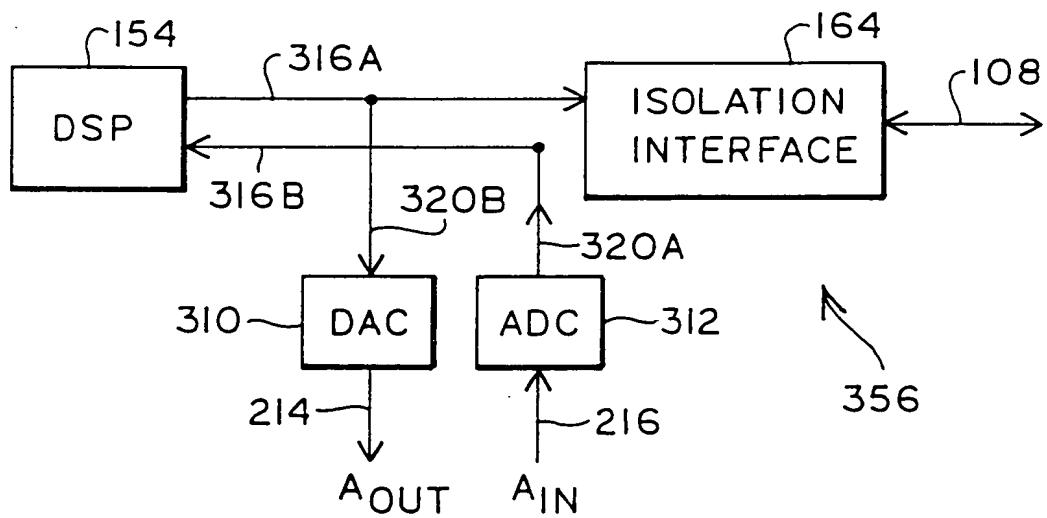 154
316A
164
108
DSP
ISOLATION
INTERFACE
316B
320B
320A
310
DAC
ADC
312
214
216
356
AOUT
AIN